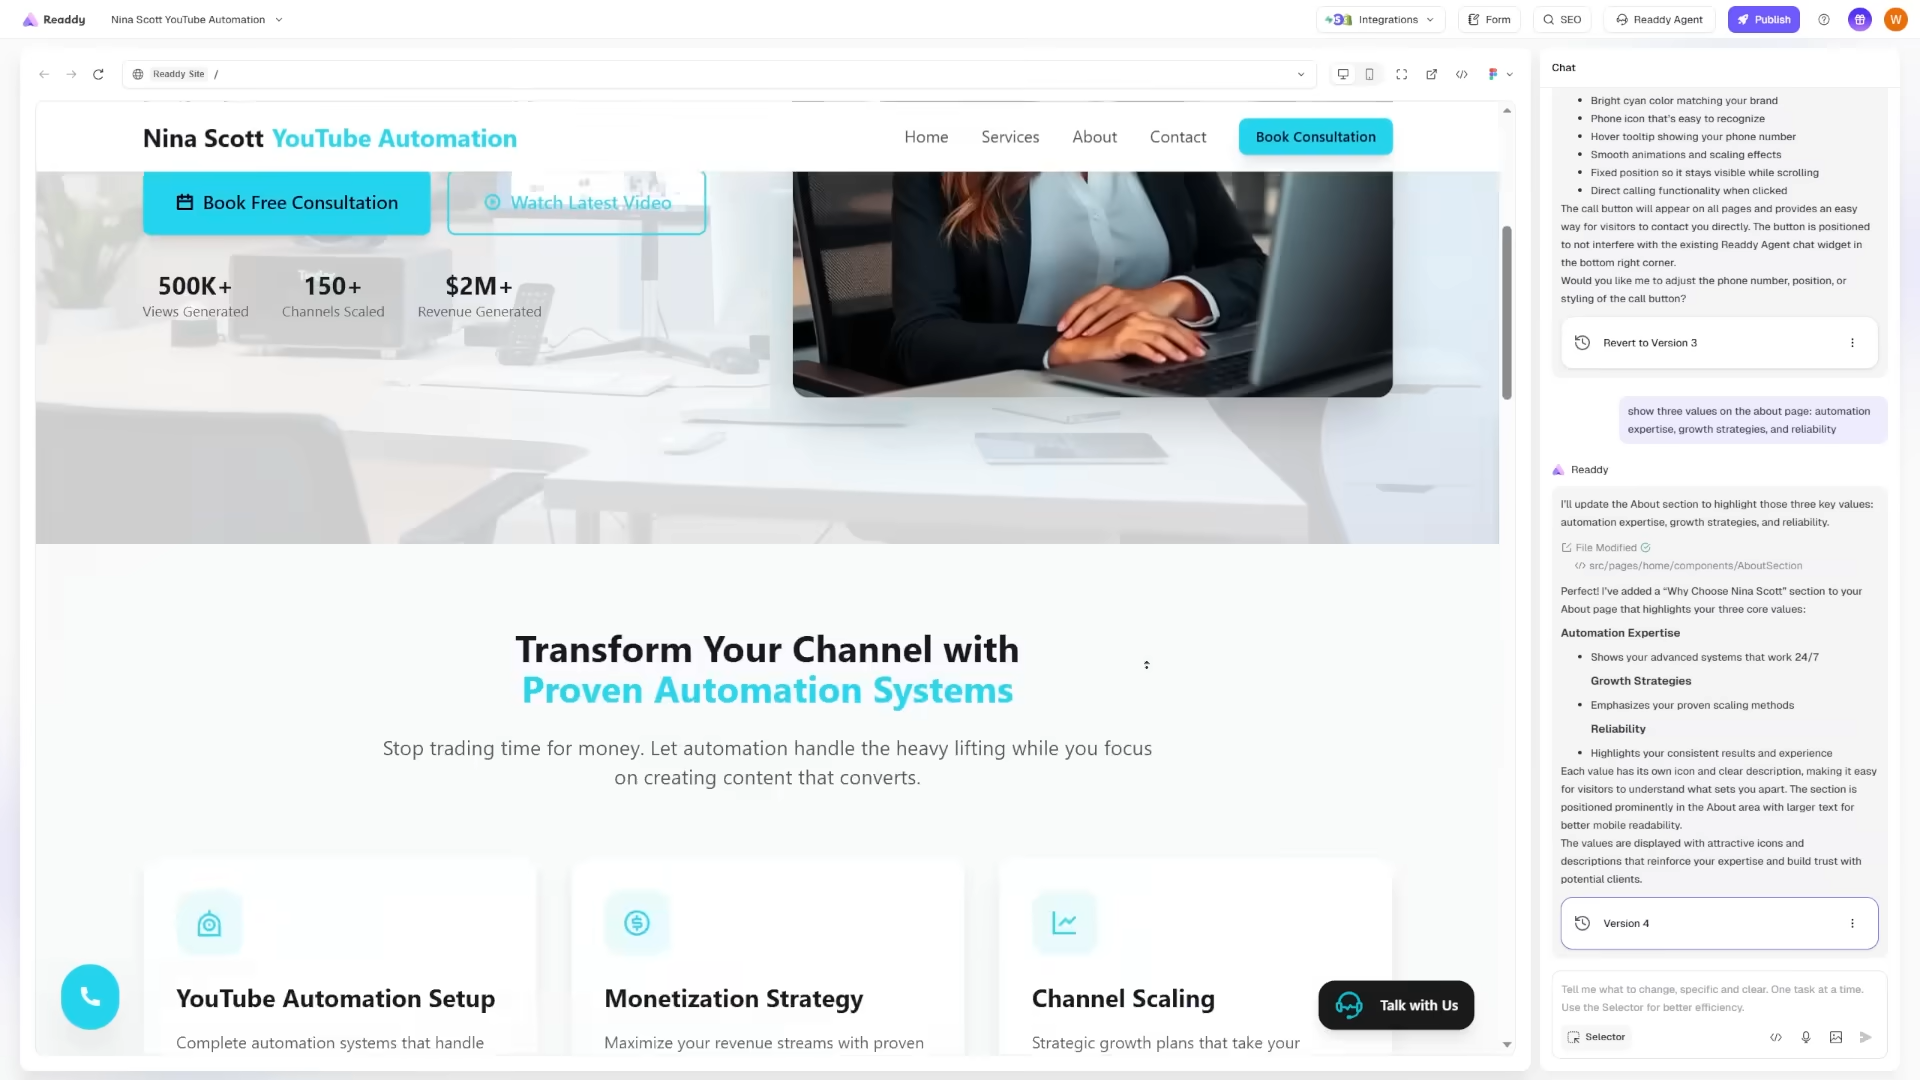 Readdy
Nina Scott YouTube Automation
Integrations
Form
SEO
Readdy Agent
Publish
W
Readdy Site /
Nina Scott YouTube Automation
Home
Services
About
Contact
Book Consultation
Book Free Consultation
Watch Latest Video
500K+
Views Generated
150+
Channels Scaled
$2M+
Revenue Generated
Transform Your Channel with
Proven Automation Systems
Stop trading time for money. Let automation handle the heavy lifting while you focus
on creating content that converts.
YouTube Automation Setup
Complete automation systems that handle
Monetization Strategy
Maximize your revenue streams with proven
Channel Scaling
Strategic growth plans that take your
Talk with Us
Chat
• Bright cyan color matching your brand
• Phone icon that's easy to recognize
• Hover tooltip showing your phone number
• Smooth animations and scaling effects
• Fixed position so it stays visible while scrolling
• Direct calling functionality when clicked
The call button will appear on all pages and provides an easy
way for visitors to contact you directly. The button is positioned
to not interfere with the existing Readdy Agent chat widget in
the bottom right corner.
Would you like me to adjust the phone number, position, or
styling of the call button?
Revert to Version 3
show three values on the about page: automation
expertise, growth strategies, and reliability
Readdy
I'll update the About section to highlight those three key values:
automation expertise, growth strategies, and reliability.
File Modified
</> src/pages/home/components/AboutSection
Perfect! I've added a “Why Choose Nina Scott” section to your
About page that highlights your three core values:
Automation Expertise
• Shows your advanced systems that work 24/7
Growth Strategies
• Emphasizes your proven scaling methods
Reliability
• Highlights your consistent results and experience
Each value has its own icon and clear description, making it easy
for visitors to understand what sets you apart. The section is
positioned prominently in the About area with larger text for
better mobile readability.
The values are displayed with attractive icons and
descriptions that reinforce your expertise and build trust with
potential clients.
Version 4
Tell me what to change, specific and clear. One task at a time.
Use the Selector for better efficiency.
Selector